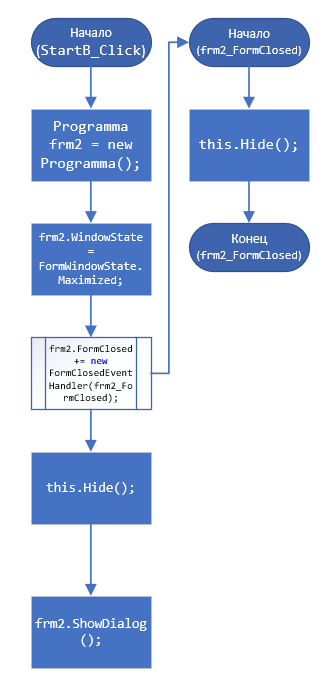 Начало
(StartB_Click)
Programma
frm2 = new
Programma();
frm2.WindowState
=
FormWindowState.
Maximized;
frm2.FormClosed
+= new
FormClosedEvent
Handler(frm2_Fo
rmClosed);
this.Hide();
frm2.ShowDialog
();
Начало
(frm2_FormClosed)
this.Hide();
Конец
(frm2_FormClosed)